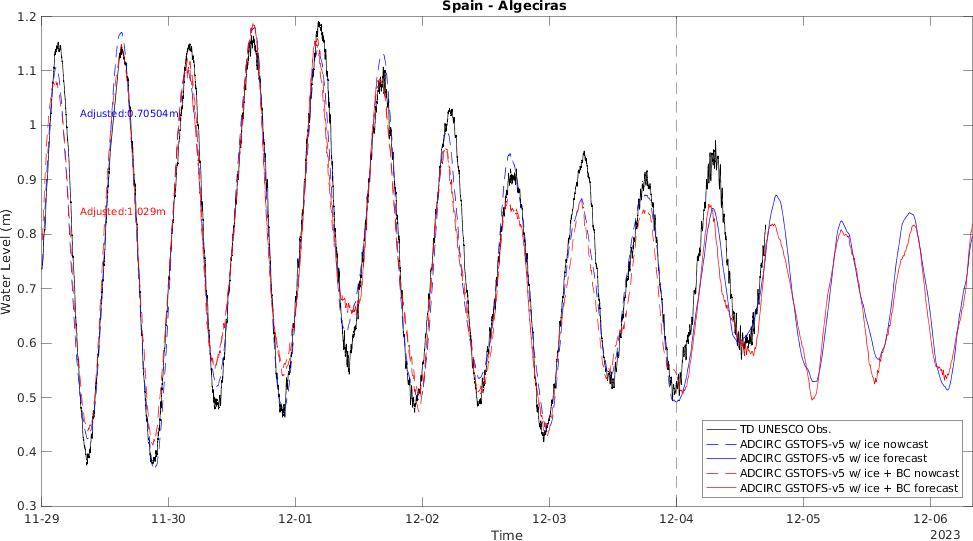 Spain - Algeciras
1.2
1.1
1
0.9
0.8
0.7
0.6
0.5
0.4
0.3
Water Level (m)
Adjusted:0.70504m
Adjusted:1.029m
TD UNESCO Obs.
ADCIRC GSTOFS-v5 w/ ice nowcast
ADCIRC GSTOFS-v5 w/ ice forecast
ADCIRC GSTOFS-v5 w/ ice + BC nowcast
ADCIRC GSTOFS-v5 w/ ice + BC forecast
11-29 11-30 12-01 12-02 12-03 12-04 12-05 12-06
Time
2023